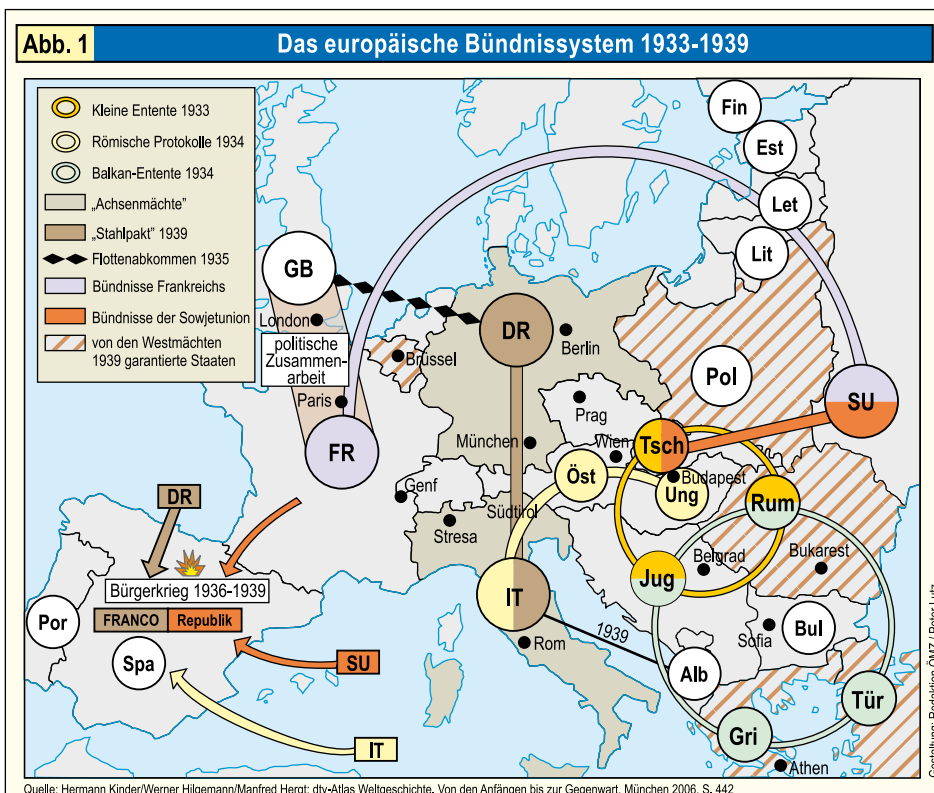 Abb. 1
Das europäische Bündnissystem 1933-1939
Kleine Entente 1933
Römische Protokolle 1934
Balkan-Entente 1934
„Achsenmächte"
„Stahlpakt" 1939
Flottenabkommen 1935
Bündnisse Frankreichs
Bündnisse der Sowjetunion
von den Westmächten
1939 garantierte Staaten
Fin
Est
Let
Lit
GB
London
politische
Zusammen-
arbeit
Paris
FR
Brüssel
DR
Berlin
Pol
SU
Prag
München
Wien
Tsch
Öst
Ung
Budapest
Rum
Genf
Stresa
Südtirol
Belgrad
Bukarest
Jug
IT
Rom
1939
Alb
Sofia
Bul
Tür
Gri
Athen
DR
Bürgerkrieg 1936-1939
FRANCO
Republik
Por
Spa
SU
IT
Gestaltung: Redaktion ÖMZ / Peter Lutz
Quelle: Hermann Kinder/Werner Hilgemann/Manfred Hergt: dtv-Atlas Weltgeschichte. Von den Anfängen bis zur Gegenwart. München 2006, S. 442